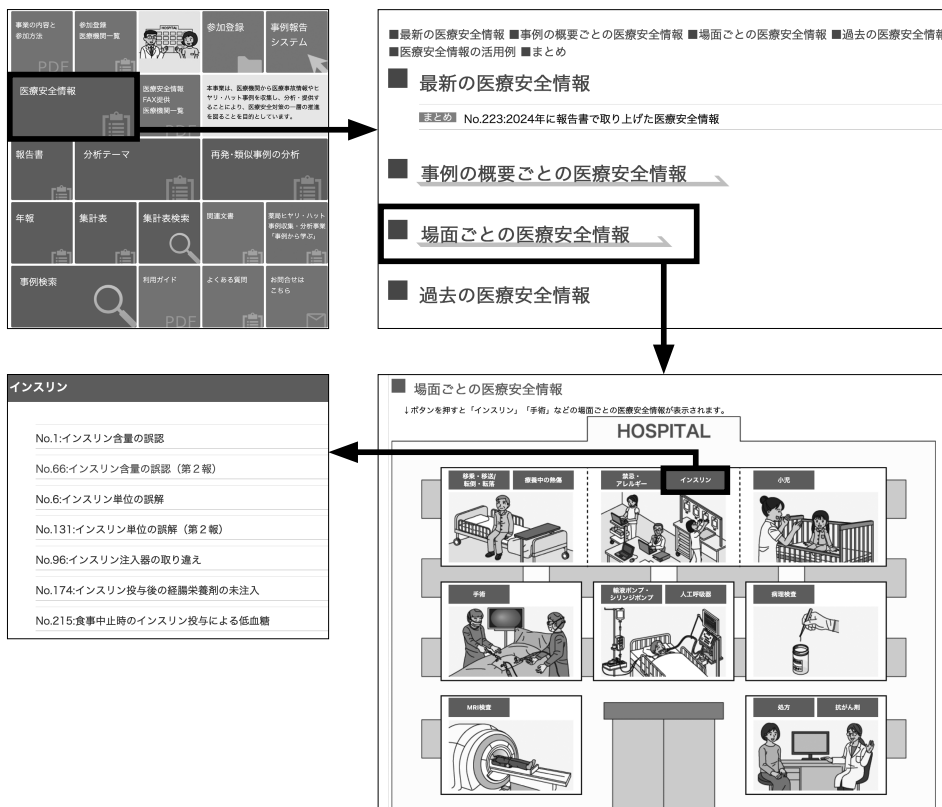 事業の内容と
参加方法
PDF
参加登録
医療機関一覧
HOSPITAL
参加登録
事例報告
システム
医療安全情報
医療安全情報
FAX提供
医療機関一覧
PDF
本事業は、医療機関から医療事故情報やヒ
ヤリ・ハット事例を収集し、分析・提供す
ることにより、医療安全対策の一層の推進
を図ることを目的としています。
報告書
分析テーマ
再発・類似事例の分析
年報
集計表
集計表検索
関連文書
薬局ヒヤリ・ハット
事例収集・分析事業
「事例から学ぶ」
事例検索
利用ガイド
PDF
よくある質問
お問合せは
こちら
■最新の医療安全情報 ■事例の概要ごとの医療安全情報 ■場面ごとの医療安全情報 ■過去の医療安全情報
■医療安全情報の活用例 ■まとめ
■ 最新の医療安全情報
まとめ No.223:2024年に報告書で取り上げた医療安全情報
■ 事例の概要ごとの医療安全情報
■ 場面ごとの医療安全情報
■ 過去の医療安全情報
■ 場面ごとの医療安全情報
↓ボタンを押すと「インスリン」「手術」などの場面ごとの医療安全情報が表示されます。
HOSPITAL
移乗・移送/
転倒・転落
療養中の熱傷
禁忌・
アレルギー
インスリン
小児
手術
輸液ポンプ・
シリンジポンプ
人工呼吸器
病理検査
MRI検査
処方
抗がん剤
インスリン
No.1:インスリン含量の誤認
No.66:インスリン含量の誤認（第2報）
No.6:インスリン単位の誤解
No.131:インスリン単位の誤解（第2報）
No.96:インスリン注入器の取り違え
No.174:インスリン投与後の経腸栄養剤の未注入
No.215:食事中止時のインスリン投与による低血糖